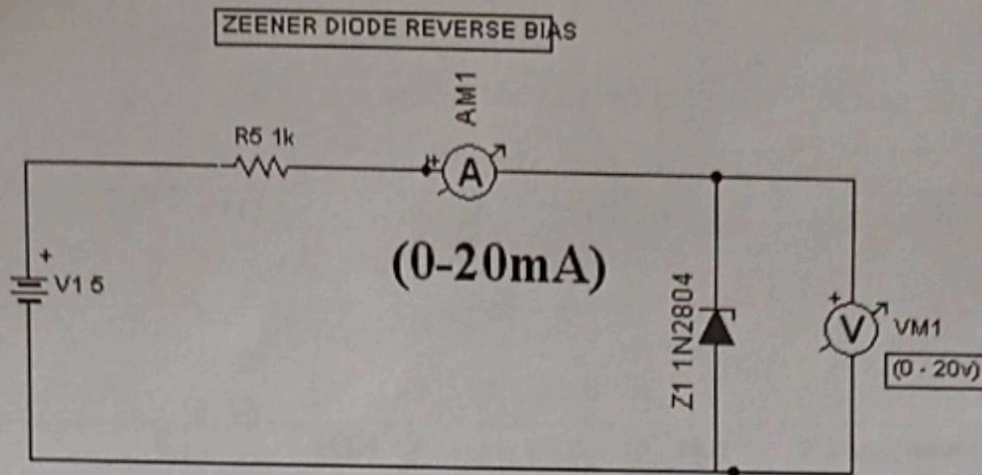 ZEENER DIODE REVERSE BIAS
AM1
R5 1k
+
A
(0-20mA)
+
V1 5
Z1 1N2804
+
V
VM1
(0 - 20v)